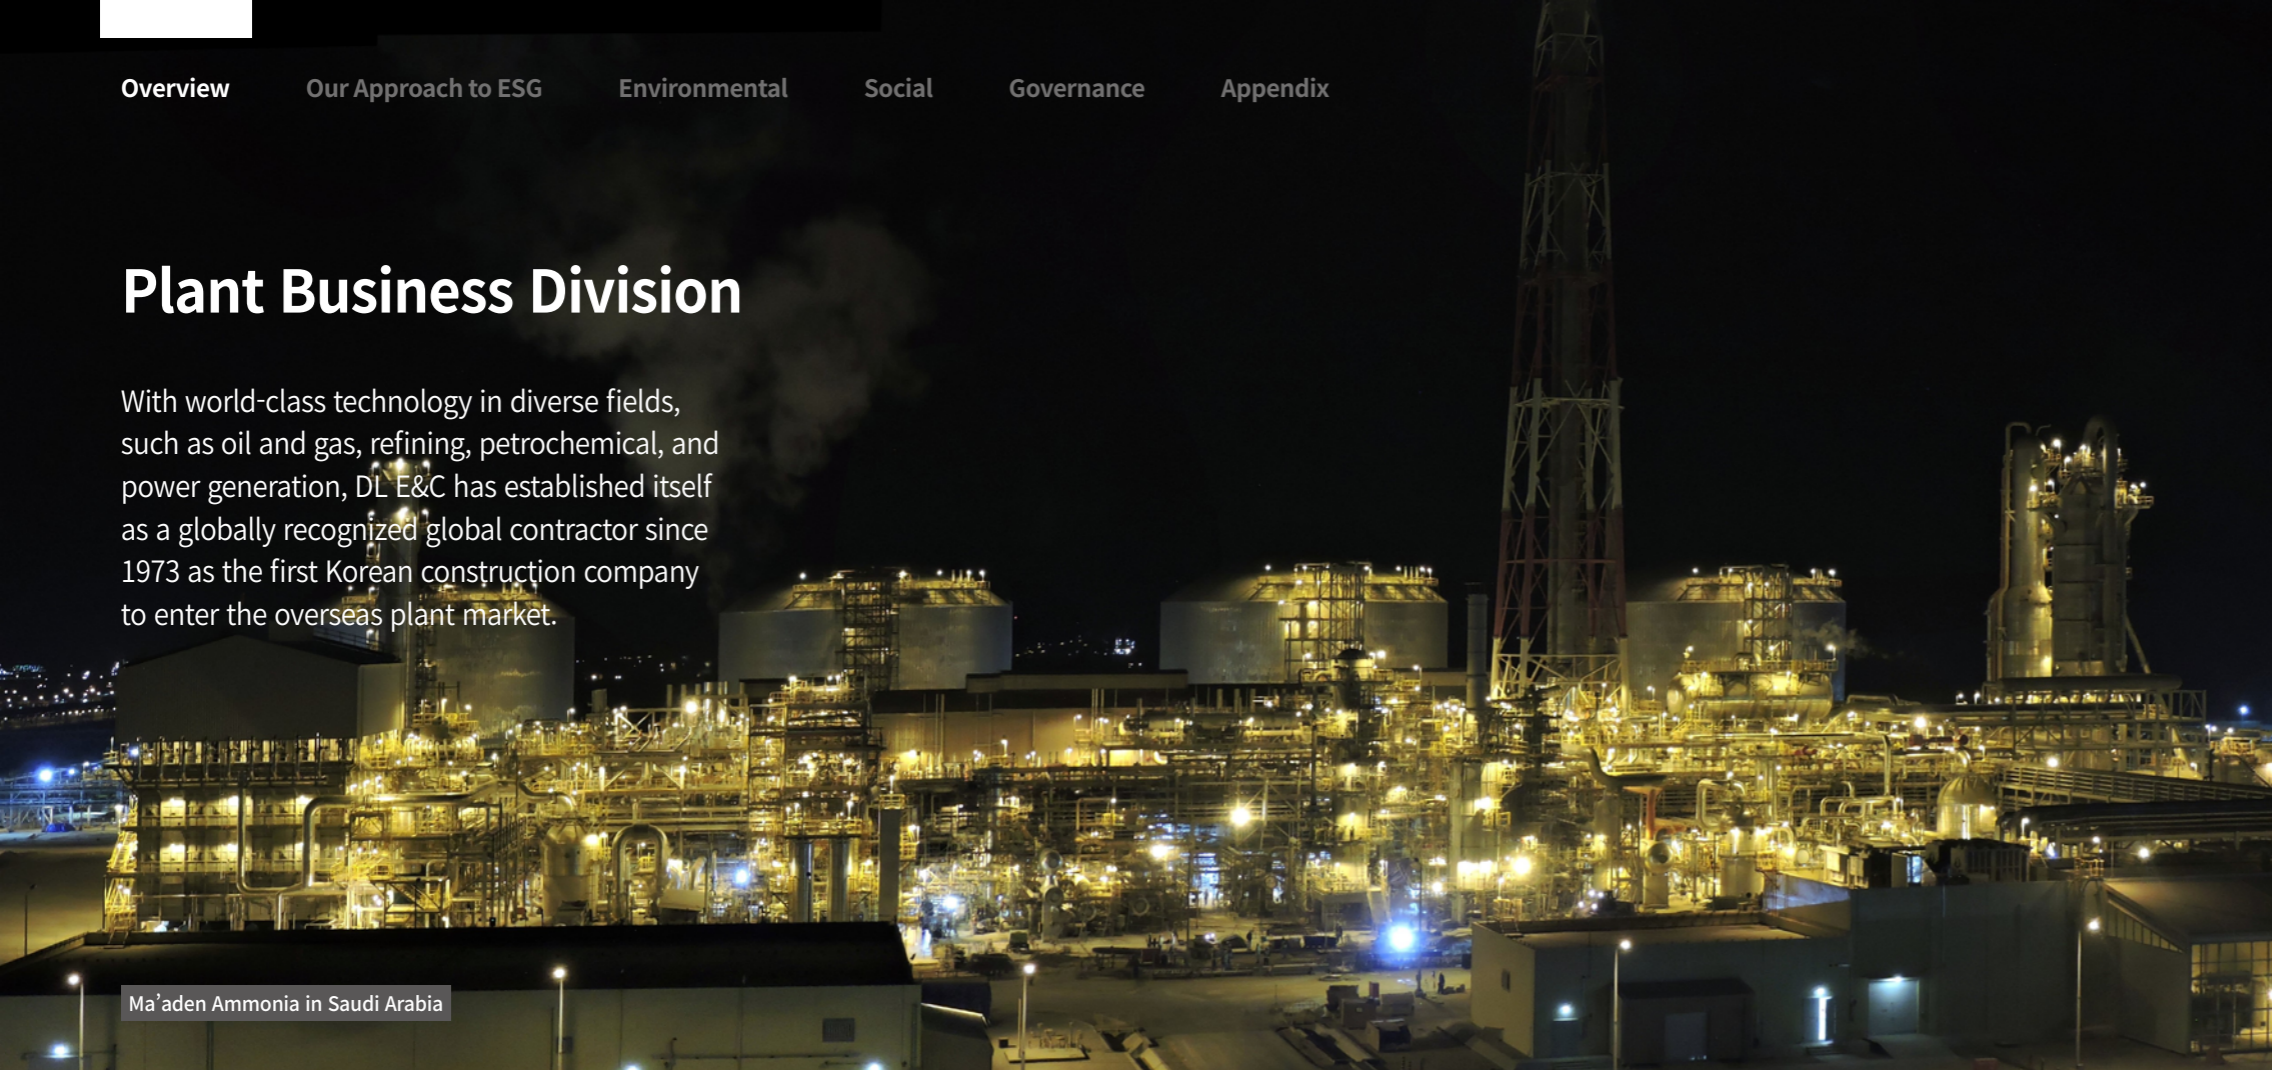 Overview
Our Approach to ESG
Environmental
Social
Governance
Appendix
Plant Business Division
With world-class technology in diverse fields,
such as oil and gas, refining, petrochemical, and
power generation, DL E&C has established itself
as a globally recognized global contractor since
1973 as the first Korean construction company
to enter the overseas plant market.
Ma’aden Ammonia in Saudi Arabia